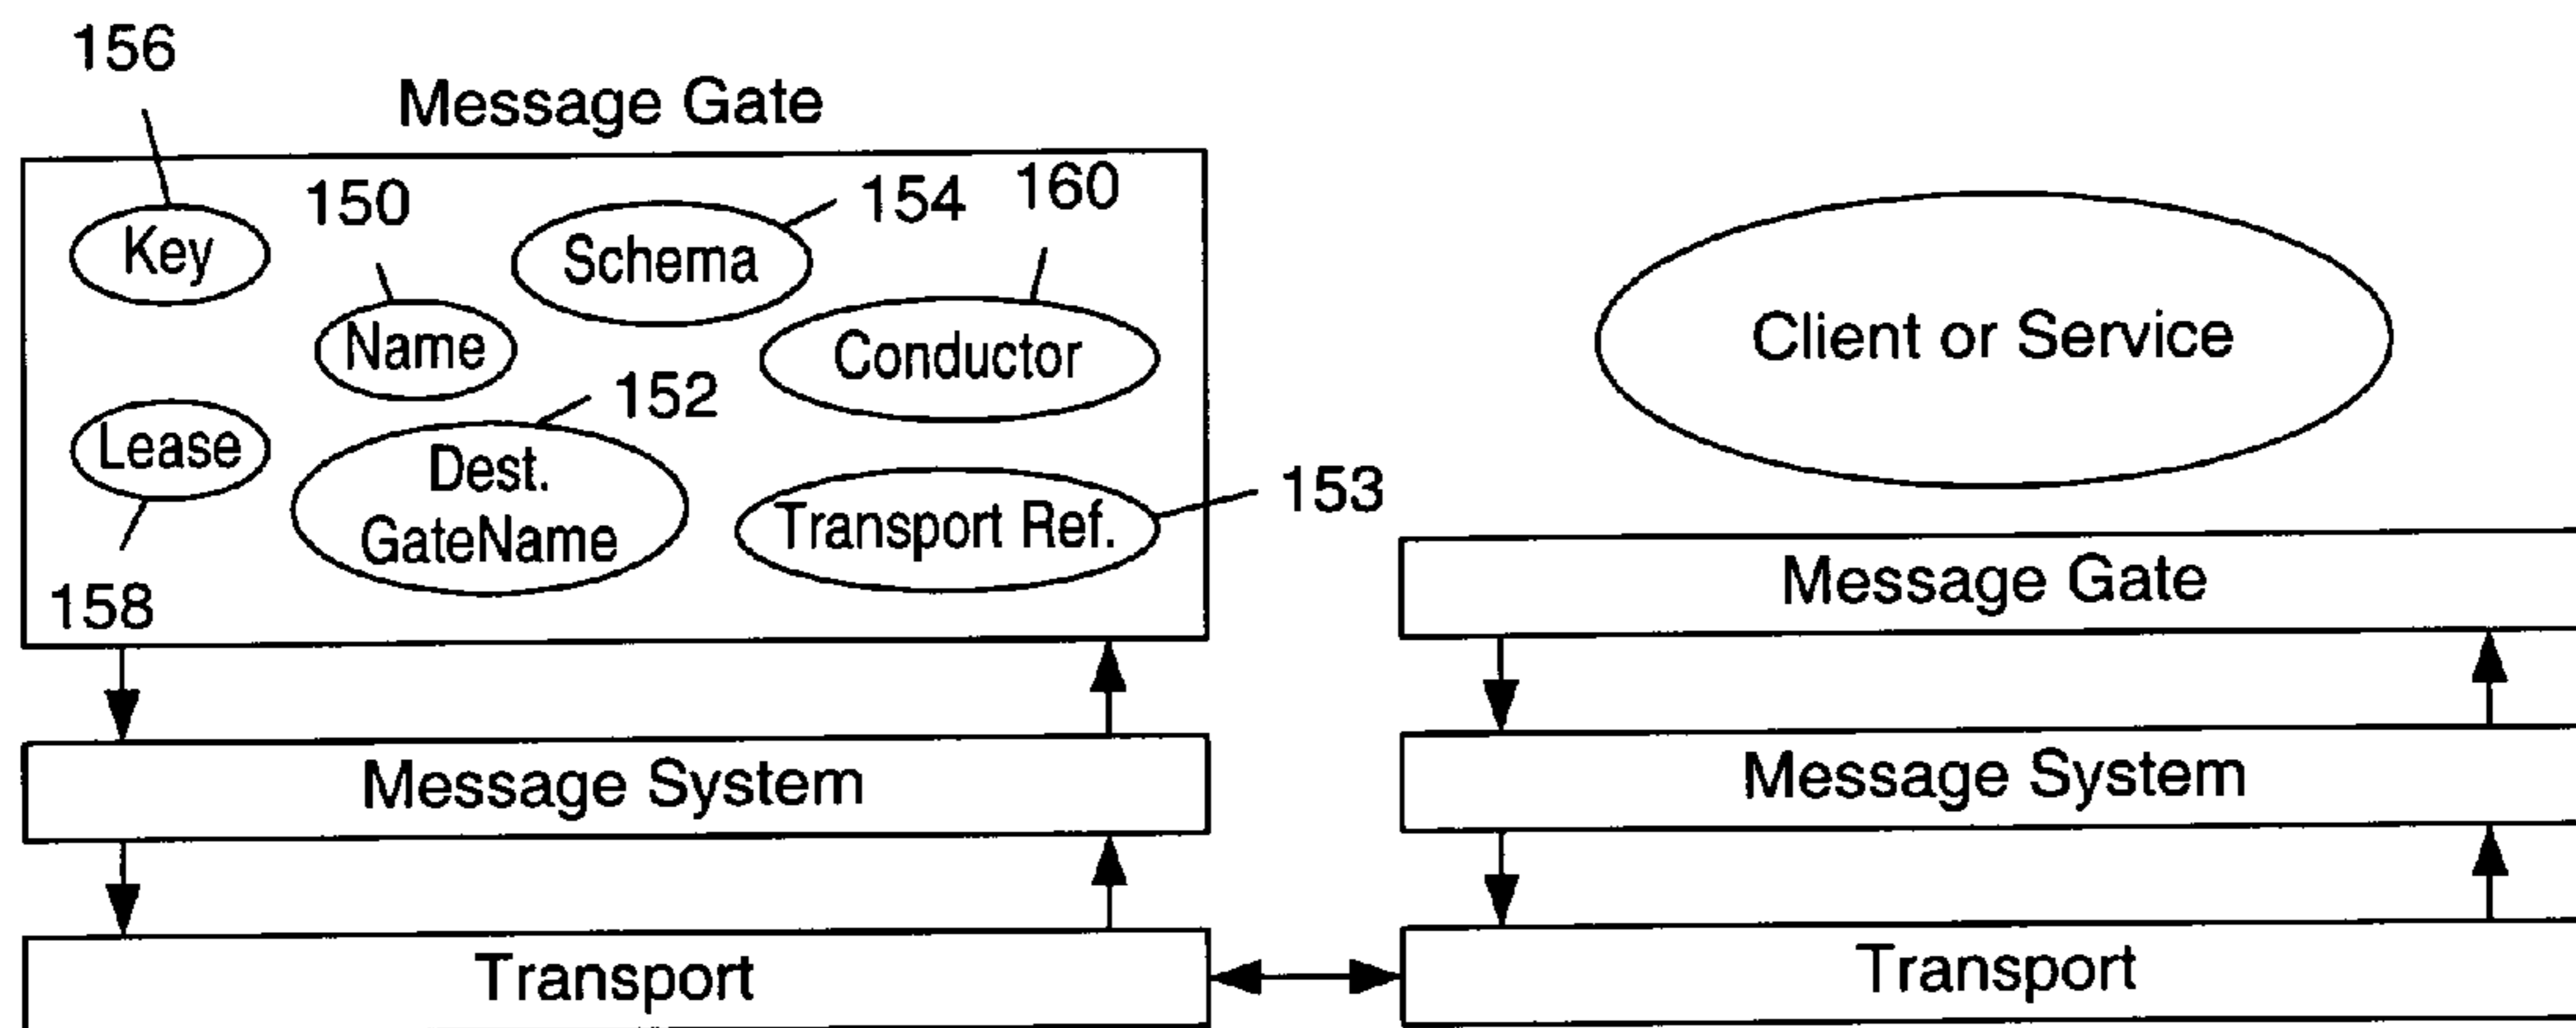 156
Message Gate
150
154
160
Key
Schema
Name
Conductor
Client or Service
152
Lease
Dest.
GateName
Transport Ref.
153
158
Message Gate
Message System
Message System
Transport
Transport